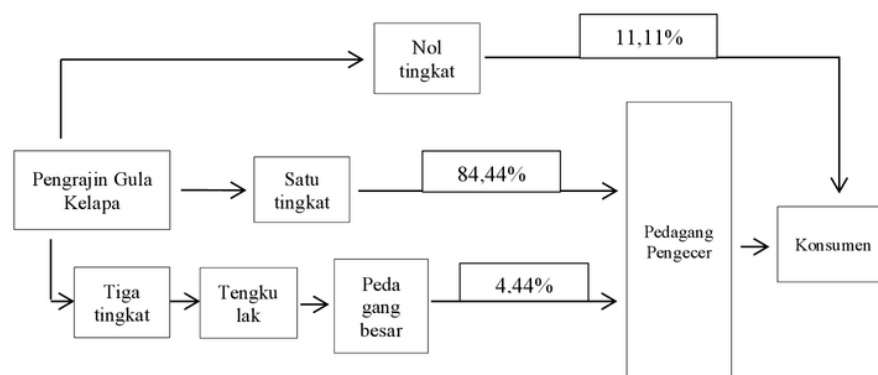 Nol
tingkat
11,11%
Pengrajin Gula
Kelapa
Satu
tingkat
84,44%
Pedagang
Pengecer
Konsumen
Tiga
tingkat
Tengku
lak
Peda
gang
besar
4,44%